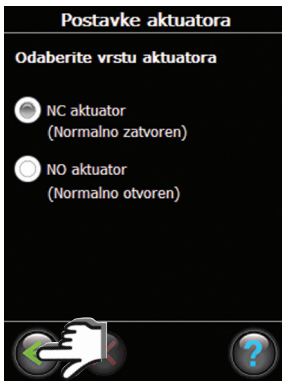 Postavke aktuatora
Odaberite vrstu aktuatora
NC aktuator
(Normalno zatvoren)
NO aktuator
(Normalno otvoren)
?